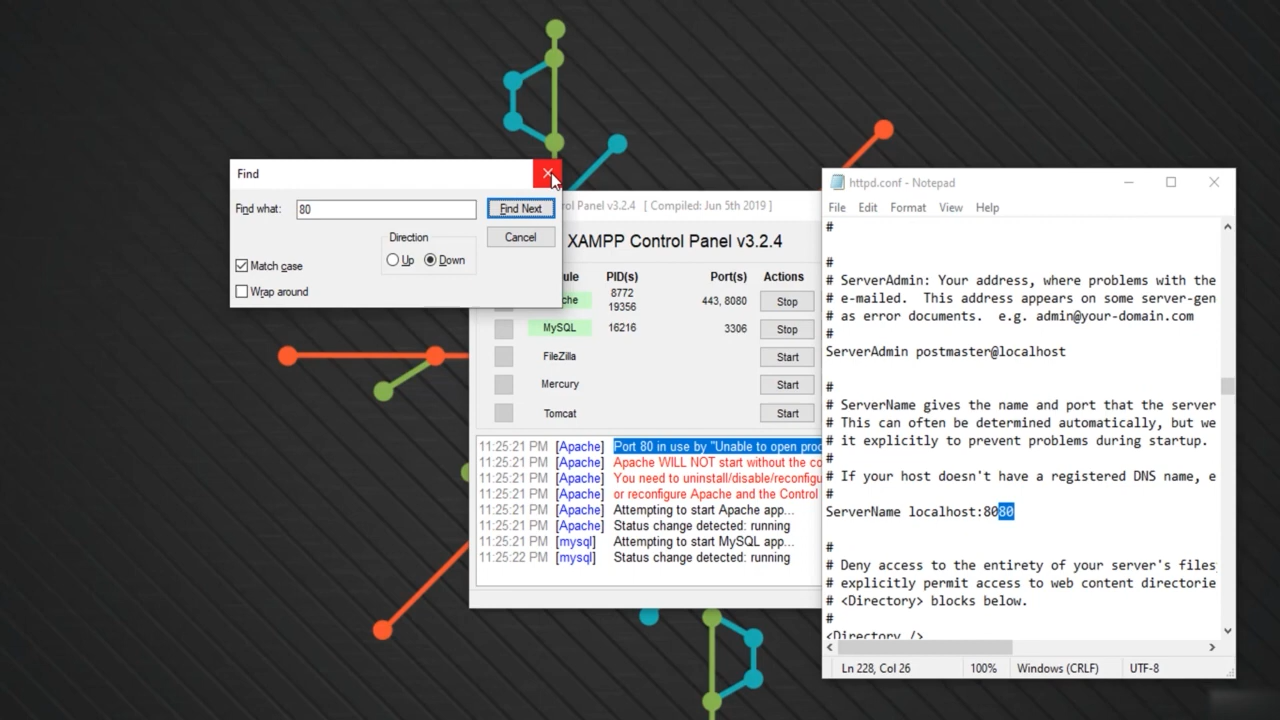 Find
Find what: 80 Find Next
Cancel
Direction
Up Down
Match case
Wrap around
rol Panel v3.2.4 [ Compiled: Jun 5th 2019 ]
XAMPP Control Panel v3.2.4
ule PID(s) Port(s) Actions
che 8772 19356 443, 8080 Stop
MySQL 16216 3306 Stop
FileZilla Start
Mercury Start
Tomcat Start
11:25:21 PM [Apache] Port 80 in use by "Unable to open proc
11:25:21 PM [Apache] Apache WILL NOT start without the co
11:25:21 PM [Apache] You need to uninstall/disable/reconfigu
11:25:21 PM [Apache] or reconfigure Apache and the Control
11:25:21 PM [Apache] Attempting to start Apache app...
11:25:21 PM [Apache] Status change detected: running
11:25:21 PM [mysql] Attempting to start MySQL app...
11:25:22 PM [mysql] Status change detected: running
httpd.conf - Notepad
File Edit Format View Help
#
#
# ServerAdmin: Your address, where problems with the
# e-mailed. This address appears on some server-gen
# as error documents. e.g. admin@your-domain.com
#
ServerAdmin postmaster@localhost
#
# ServerName gives the name and port that the server
# This can often be determined automatically, but we
# it explicitly to prevent problems during startup.
#
# If your host doesn't have a registered DNS name, e
#
ServerName localhost:8080
#
# Deny access to the entirety of your server's files
# explicitly permit access to web content directorie
# <Directory> blocks below.
#
<Directory />
Ln 228, Col 26 100% Windows (CRLF) UTF-8